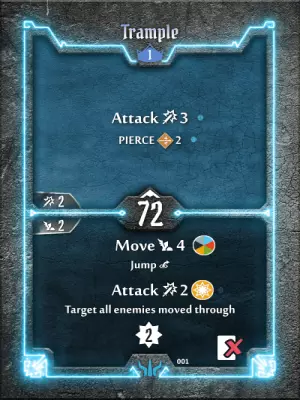 Trample
1
Attack 3
PIERCE 2
2
72
2
Move 4
Jump
Attack 2
Target all enemies moved through
2
001